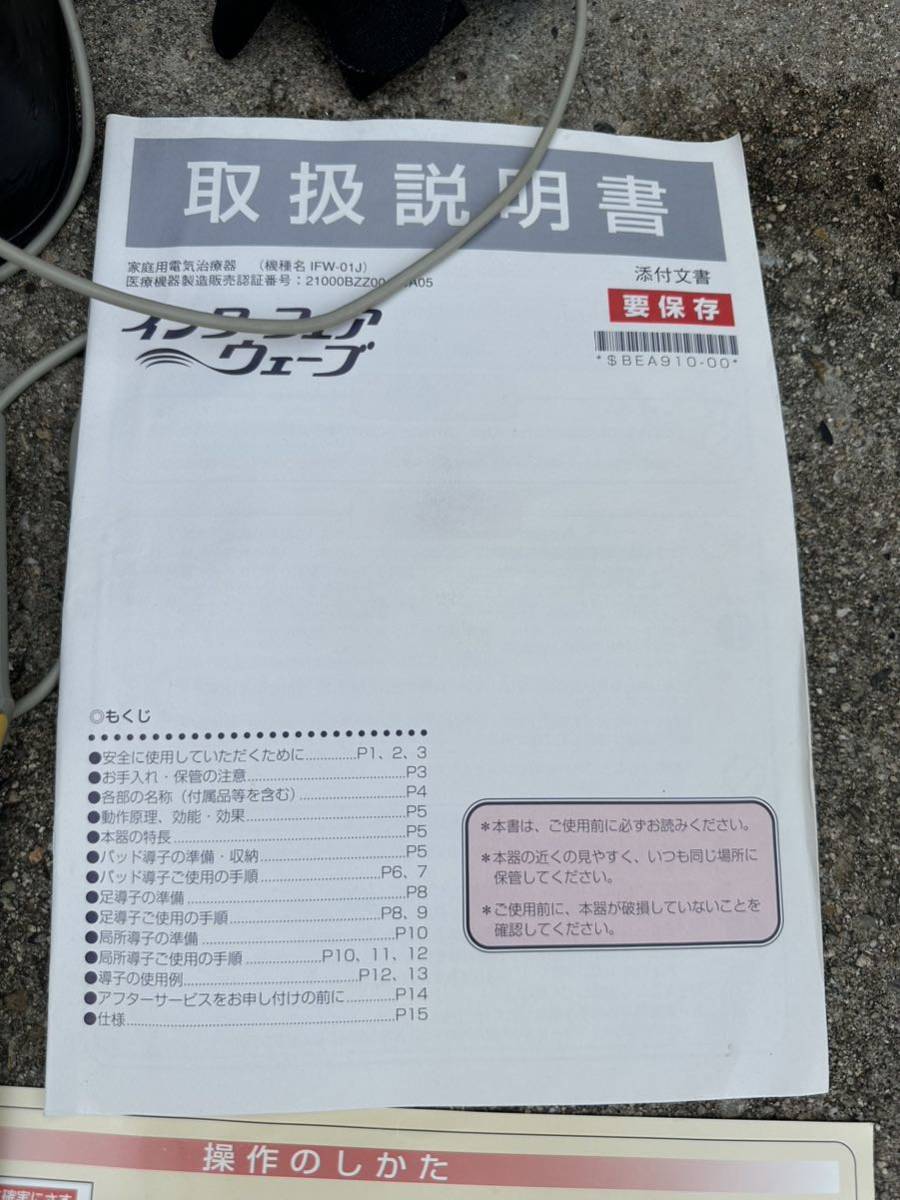 取扱説明書
家庭用電気治療器 (機種名 IFW-01J)
医療機器製造販売認証番号:21000BZZ00 A05
添付文書
要保存
*$BEA910-00*
インターフェア
ウェーブ
◎もくじ
●安全に使用していただくために..............P1、2、3
●お手入れ・保管の注意..............P3
●各部の名称(付属品等を含む)..............P4
●動作原理、効能・効果..............P5
●本器の特長..............P5
●パッド導子の準備・収納..............P5
●パッド導子ご使用の手順..............P6、7
●足導子の準備..............P8
●足導子ご使用の手順..............P8、9
●局所導子の準備..............P10
●局所導子ご使用の手順..............P10、11、12
●導子の使用例..............P12、13
●アフターサービスをお申し付けの前に..............P14
●仕様..............P15
*本書は、ご使用前に必ずお読みください。
*本器の近くの見やすく、いつも同じ場所に
保管してください。
*ご使用前に、本器が破損していないことを
確認してください。
操作のしかた
確実にさす